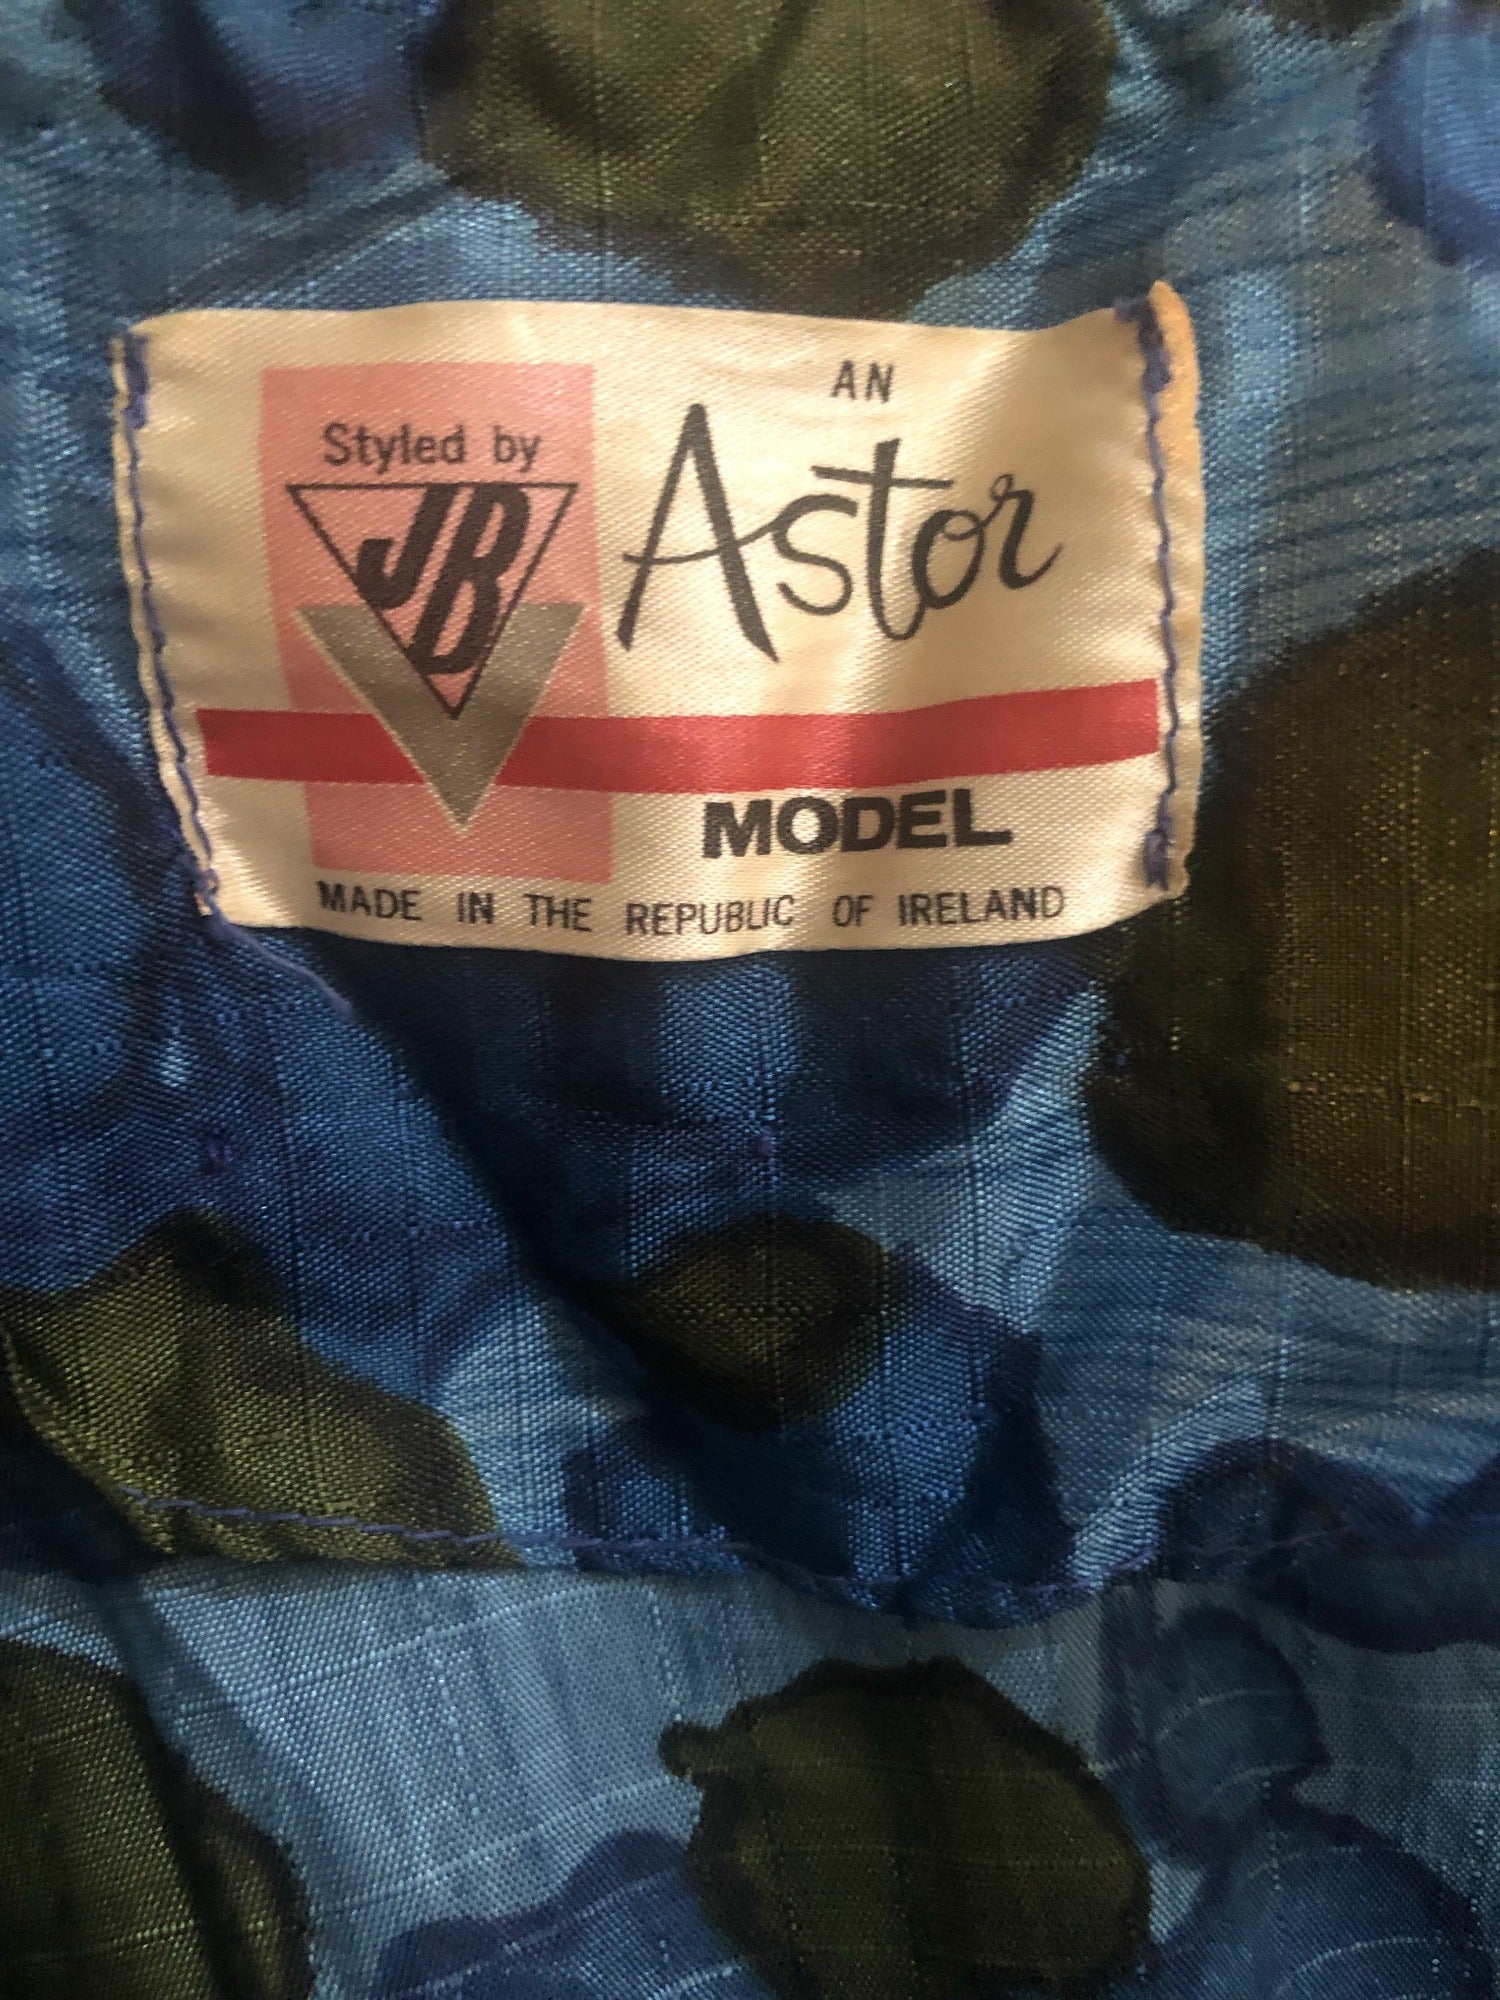 Styled by
JB
AN
Astor
MODEL
MADE IN THE REPUBLIC OF IRELAND